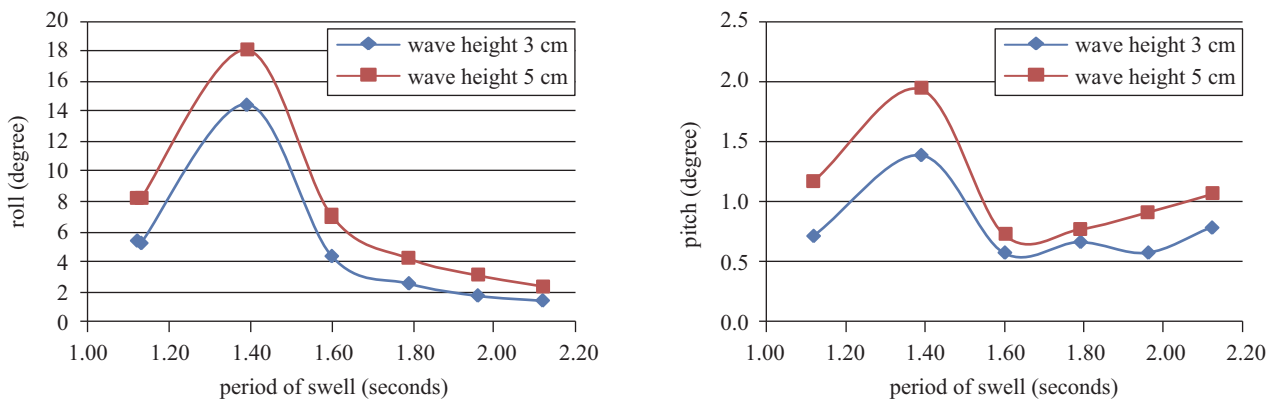 20
18
16
14
12
10
8
6
4
2
0
roll (degree)
wave height 3 cm
wave height 5 cm
1.00 1.20 1.40 1.60 1.80 2.00 2.20
period of swell (seconds)
2.5
2.0
1.5
1.0
0.5
0.0
pitch (degree)
wave height 3 cm
wave height 5 cm
1.00 1.20 1.40 1.60 1.80 2.00 2.20
period of swell (seconds)